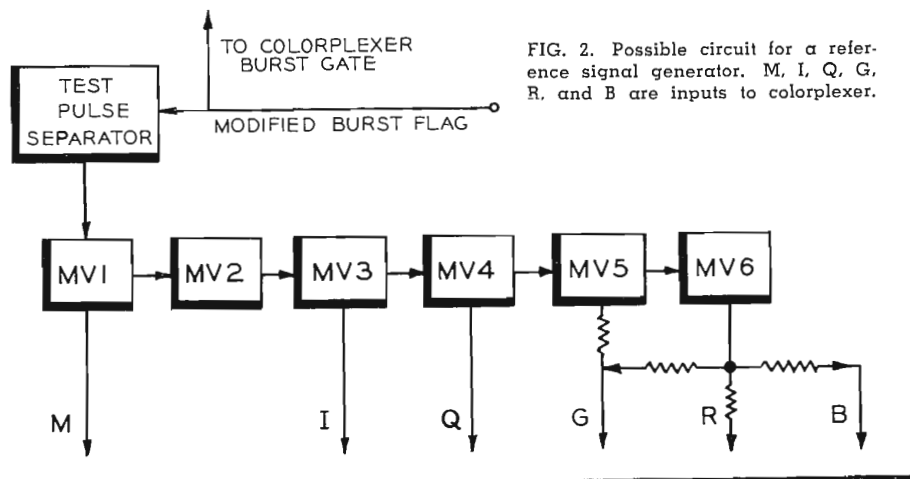 TO COLORPLEXER
BURST GATE
FIG. 2. Possible circuit for a refer-
ence signal generator. M, I, Q, G,
R, and B are inputs to colorplexer.
TEST
PULSE
SEPARATOR
MODIFIED BURST FLAG
MV1
MV2
MV3
MV4
MV5
MV6
M
I
Q
G
R
B